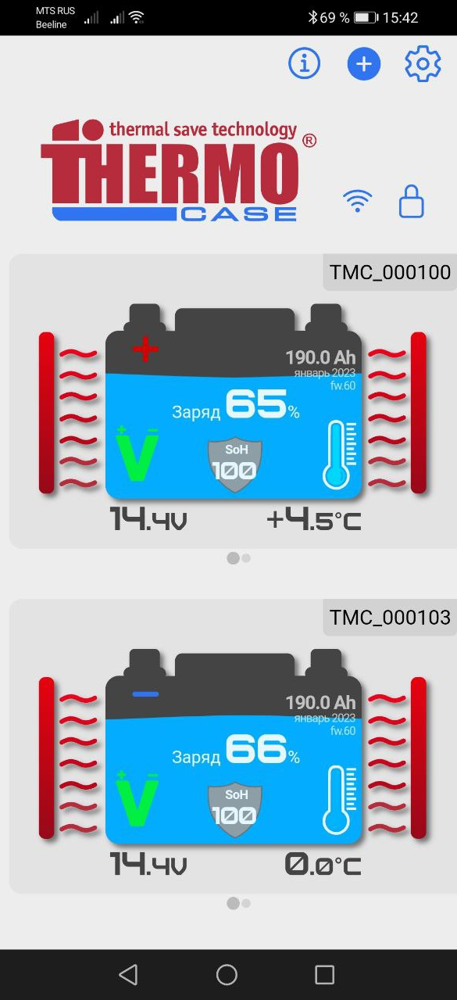 MTS RUS
Beeline
69 % 15:42
thermal save technology
THERMO®
CASE
TMC_000100
+
190.0 Ah
январь 2023
fw.60
Заряд 65%
+ −
V
SoH
100
14.4V +4.5°C
TMC_000103
−
190.0 Ah
январь 2023
fw.60
Заряд 66%
+ −
V
SoH
100
14.4V 0.0°C